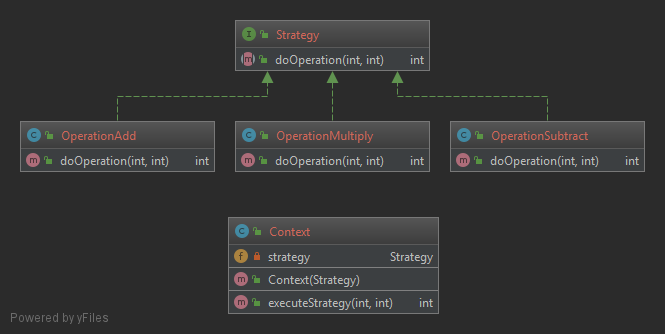 I Strategy
m doOperation(int, int) int
C OperationAdd
m doOperation(int, int) int
C OperationMultiply
m doOperation(int, int) int
C OperationSubtract
m doOperation(int, int) int
C Context
f strategy Strategy
m Context(Strategy)
m executeStrategy(int, int) int
Powered by yFiles